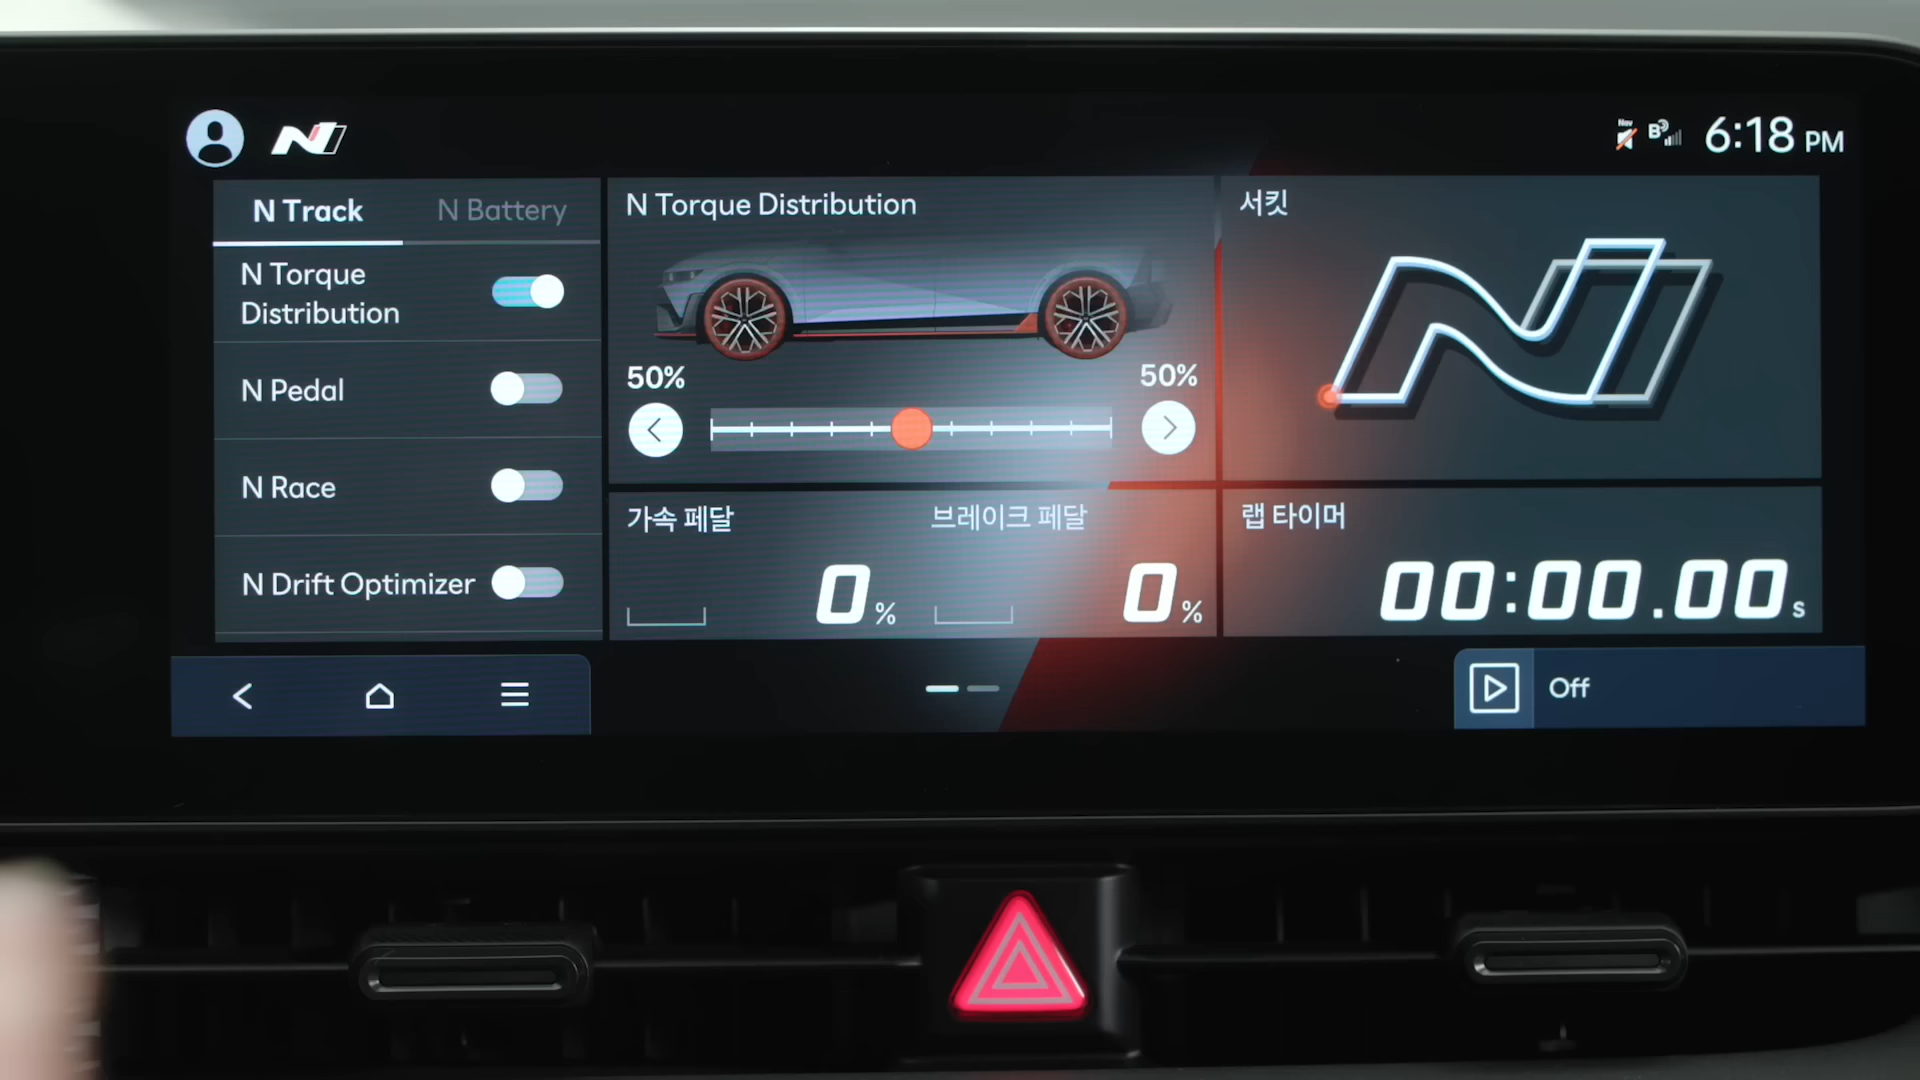 6:18 PM
N Track
N Battery
N Torque
Distribution
N Pedal
N Race
N Drift Optimizer
N Torque Distribution
50%
50%
가속 페달
0%
브레이크 페달
0%
서킷
랩 타이머
00:00.00s
Off